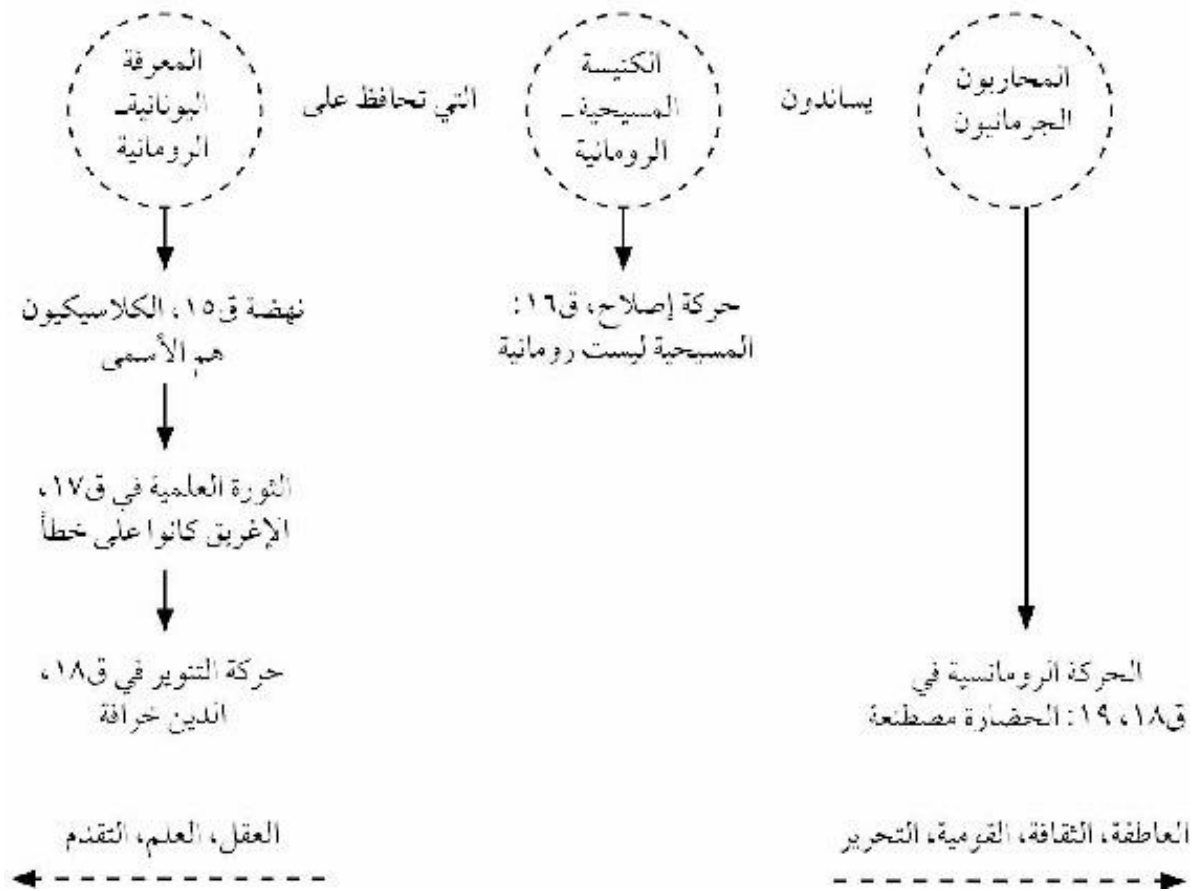 المحاربون
الجرمانيون
يساندون
الكنيسة
المسيحية ـ
الرومانية
التي تحافظ على
المعرفة
اليونانية ـ
الرومانية
حركة إصلاح، ق١٦:
المسيحية ليست رومانية
نهضة ق١٥، الكلاسيكيون
هم الأسمى
الثورة العلمية في ق١٧،
الإغريق كانوا على خطأ
الحركة الرومانسية في
ق١٨، ١٩: الحضارة مصطنعة
حركة التنوير في ق١٨،
الدين خرافة
العاطفة، الثقافة، القومية، التحرير
العقل، العلم، التقدم